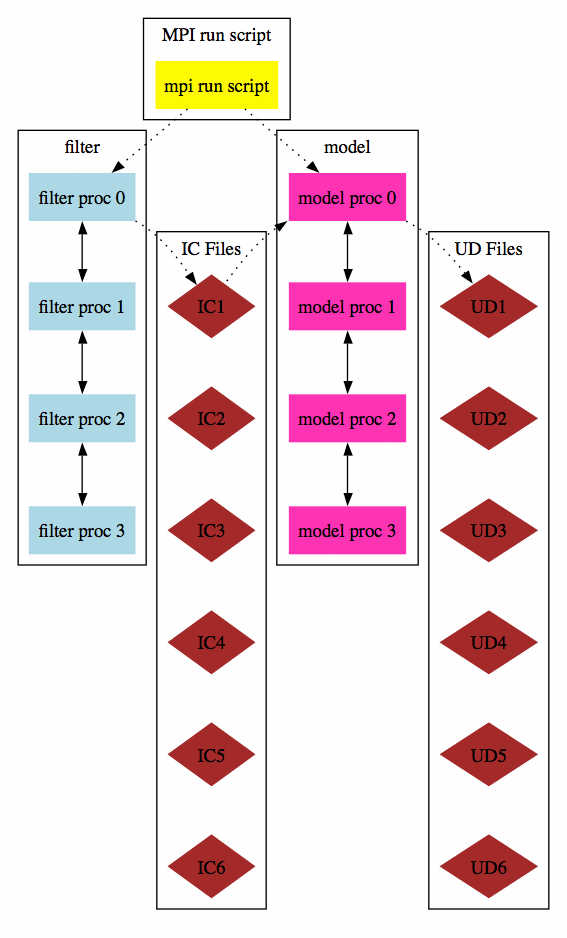 MPI run script
mpi run script
filter
filter proc 0
filter proc 1
filter proc 2
filter proc 3
IC Files
IC1
IC2
IC3
IC4
IC5
IC6
model
model proc 0
model proc 1
model proc 2
model proc 3
UD Files
UD1
UD2
UD3
UD4
UD5
UD6